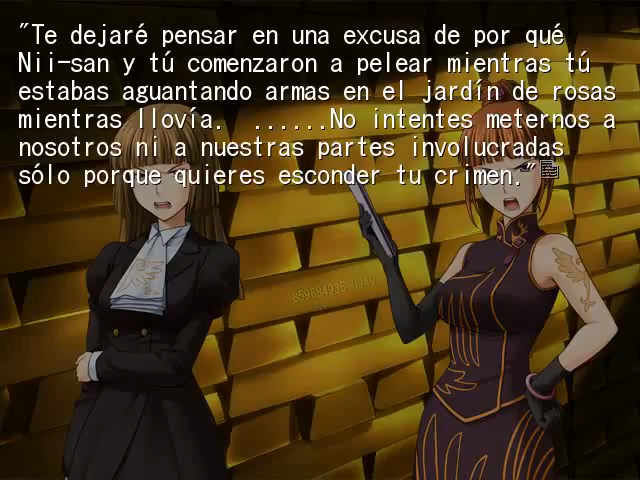 "Te dejaré pensar en una excusa de por qué
Nii-san y tú comenzaron a pelear mientras tú
estabas aguantando armas en el jardín de rosas
mientras llovía.  ......No intentes meternos a
nosotros ni a nuestras partes involucradas
sólo porque quieres esconder tu crimen."